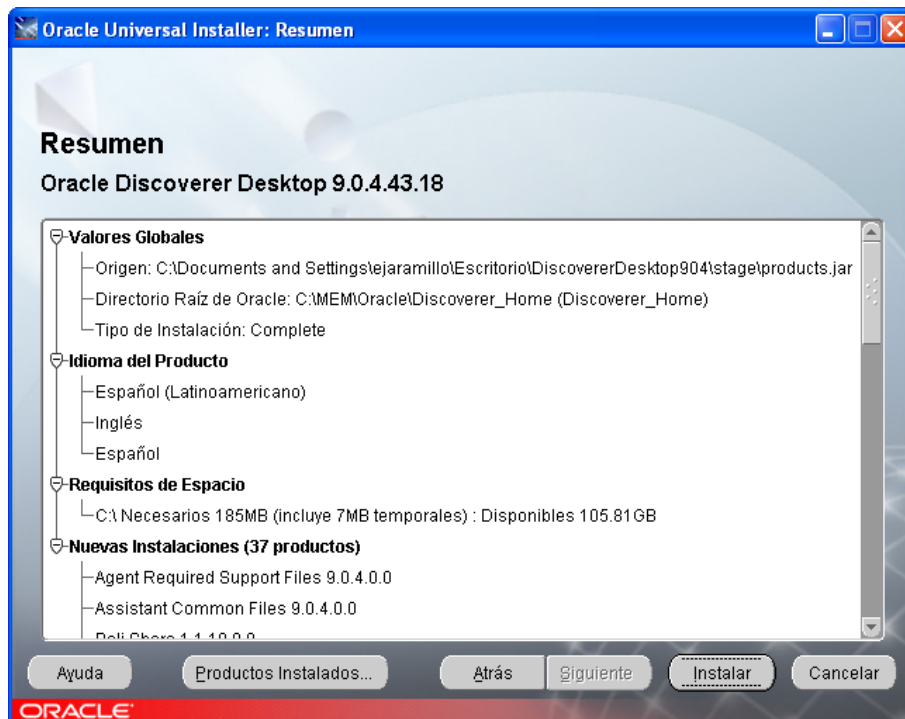 Oracle Universal Installer: Resumen
Resumen
Oracle Discoverer Desktop 9.0.4.43.18
Valores Globales
Origen: C:\Documents and Settings\ejaramillo\Escritorio\DiscovererDesktop904\stage\products.jar
Directorio Raíz de Oracle: C:\MEM\Oracle\Discoverer_Home (Discoverer_Home)
Tipo de Instalación: Complete
Idioma del Producto
Español (Latinoamericano)
Inglés
Español
Requisitos de Espacio
C:\ Necesarios 185MB (incluye 7MB temporales) : Disponibles 105.81GB
Nuevas Instalaciones (37 productos)
Agent Required Support Files 9.0.4.0.0
Assistant Common Files 9.0.4.0.0
Ayuda Productos Instalados... Atrás Siguiente Instalar Cancelar
ORACLE